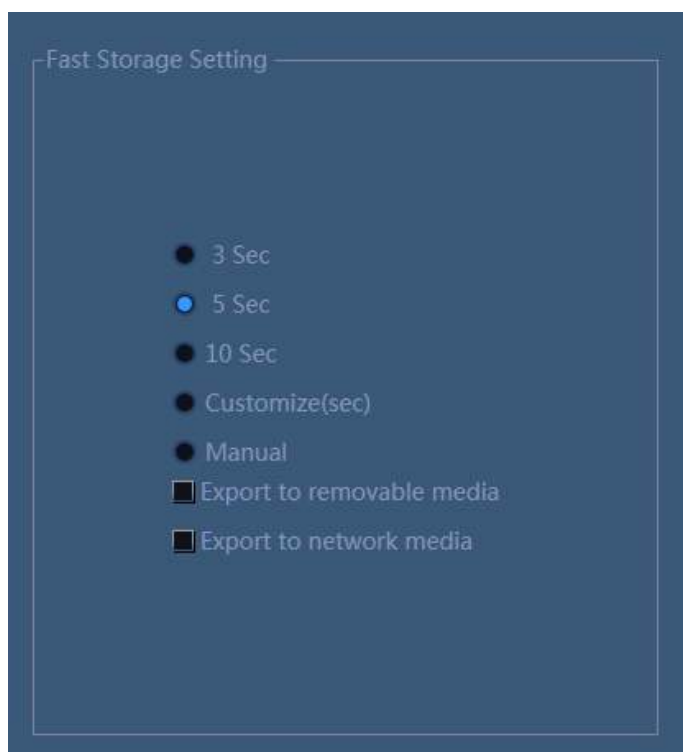 Fast Storage Setting
3 Sec
5 Sec
10 Sec
Customize(sec)
Manual
Export to removable media
Export to network media